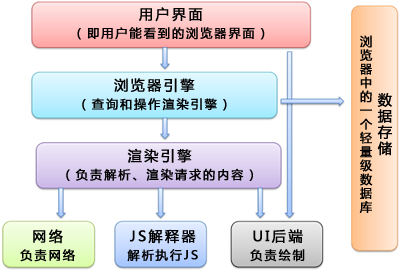 用户界面
（即用户能看到的浏览器界面）
浏览器引擎
（查询和操作渲染引擎）
渲染引擎
（负责解析、渲染请求的内容）
网络
负责网络
JS解释器
解析执行JS
UI后端
负责绘制
数据存储
浏览器中的一个轻量级数据库